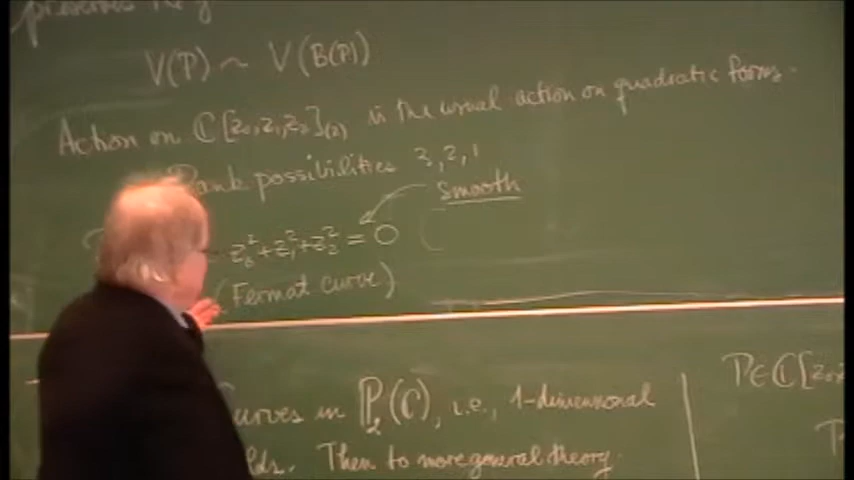 V(P) ~ V(B(P))
Action on ℂ[z₀,z₁,z₂]₍₂₎ is the usual action on quadratic forms.
Rank possibilities 3,2,1
smooth
z₀²+z₁²+z₂² = 0
(Fermat curve)
curves in ℙ₂(ℂ), i.e., 1-dimensional
Then to more general theory.
P∈ℂ[z₀,z